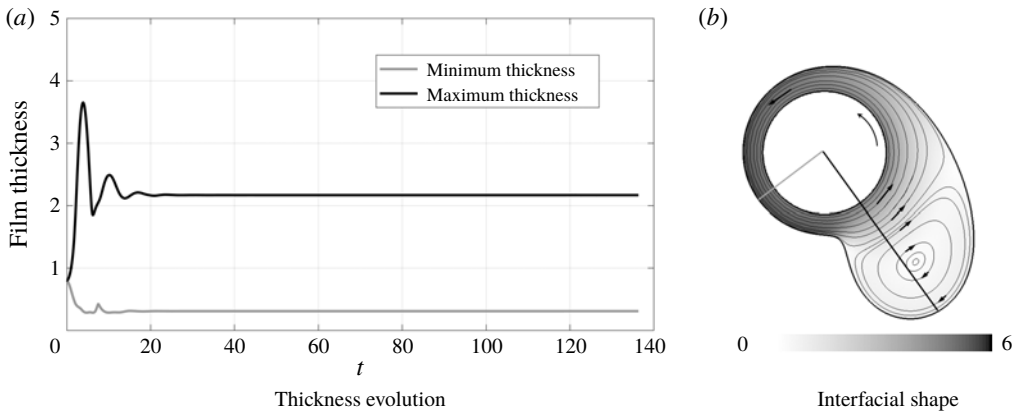 (a)
5
4
3
2
1
Film thickness
Minimum thickness
Maximum thickness
0 20 40 60 80 100 120 140
t
Thickness evolution
(b)
0 6
Interfacial shape